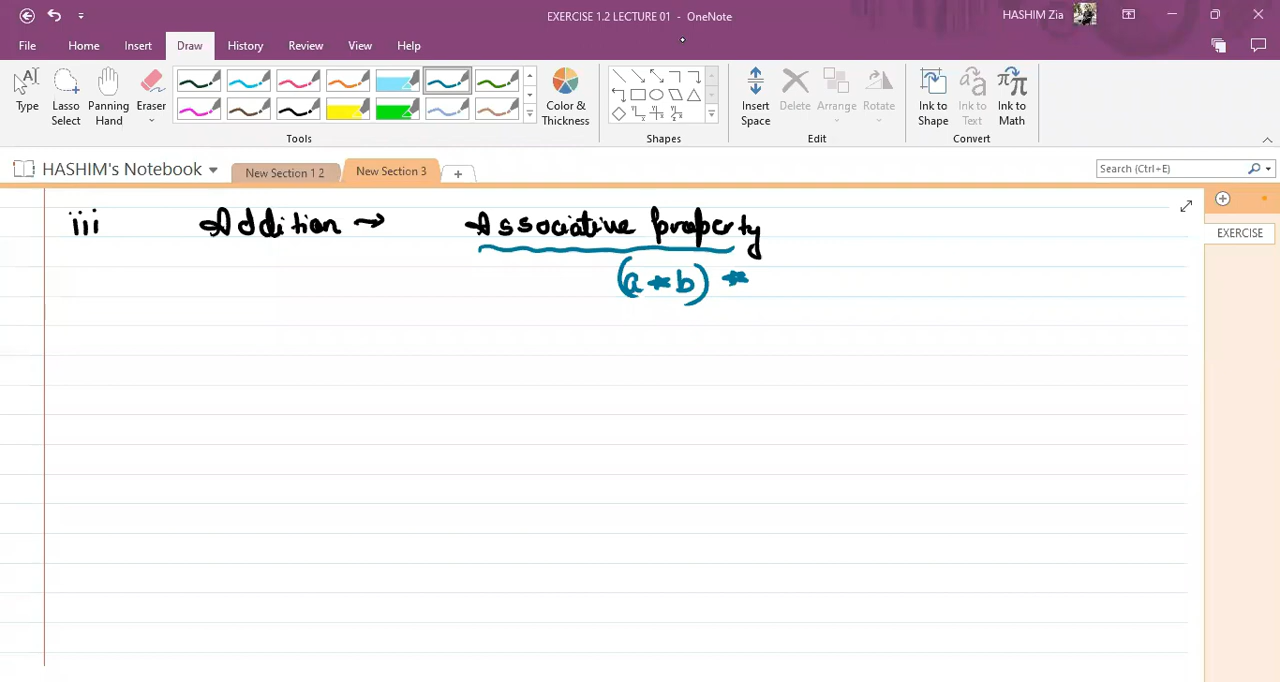 EXERCISE 1.2 LECTURE 01 - OneNote
HASHIM Zia
File Home Insert Draw History Review View Help
Type Lasso Select Panning Hand Eraser Color & Thickness Insert Space Delete Arrange Rotate Ink to Shape Ink to Text Ink to Math
Tools Shapes Edit Convert
HASHIM's Notebook New Section 1 2 New Section 3 + Search (Ctrl+E)
EXERCISE
iii Addition → Associative property
(a * b) *